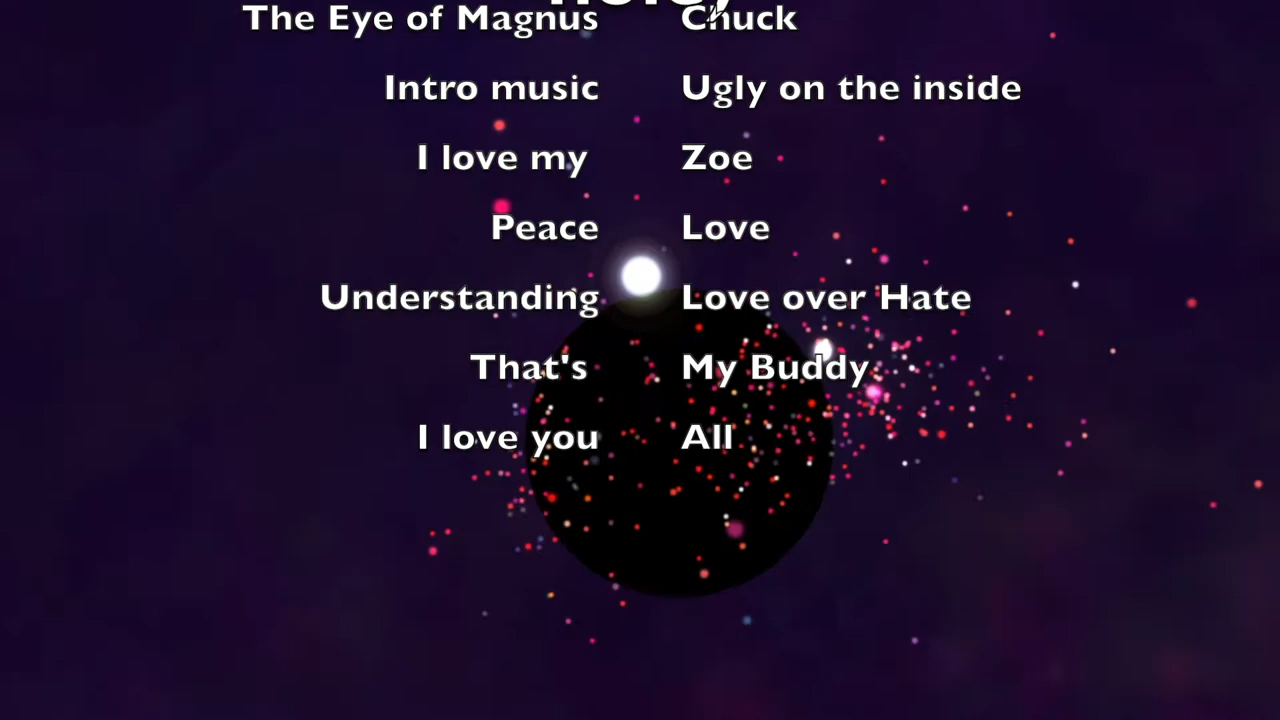 The Eye of Magnus Chuck
Intro music Ugly on the inside
I love my Zoe
Peace Love
Understanding Love over Hate
That's My Buddy
I love you All